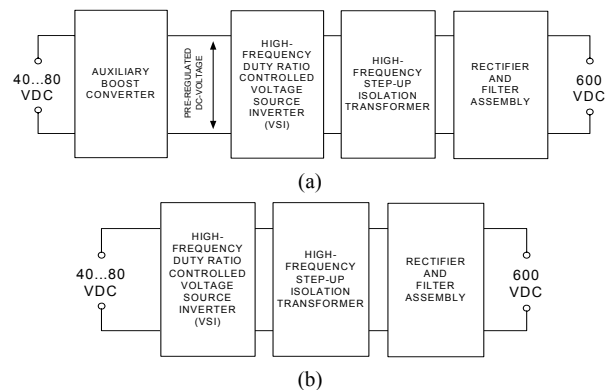 40...80
VDC
AUXILIARY
BOOST
CONVERTER
PRE-REGULATED
DC-VOLTAGE
HIGH-
FREQUENCY
DUTY RATIO
CONTROLLED
VOLTAGE
SOURCE
INVERTER
(VSI)
HIGH-
FREQUENCY
STEP-UP
ISOLATION
TRANSFORMER
RECTIFIER
AND
FILTER
ASSEMBLY
600
VDC
(a)
40...80
VDC
HIGH-
FREQUENCY
DUTY RATIO
CONTROLLED
VOLTAGE
SOURCE
INVERTER
(VSI)
HIGH-
FREQUENCY
STEP-UP
ISOLATION
TRANSFORMER
RECTIFIER
AND
FILTER
ASSEMBLY
600
VDC
(b)